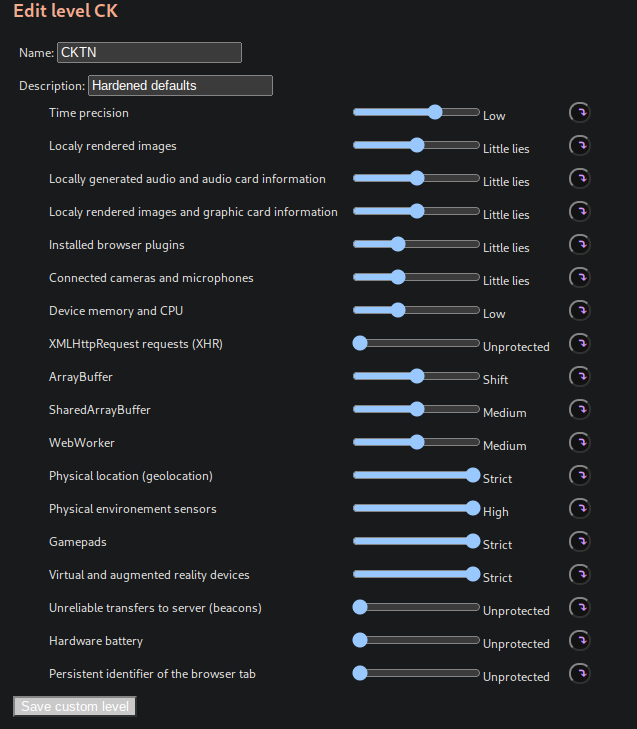 Edit level CK
Name: CKTN
Description: Hardened defaults
Time precision Low
Localy rendered images Little lies
Locally generated audio and audio card information Little lies
Localy rendered images and graphic card information Little lies
Installed browser plugins Little lies
Connected cameras and microphones Little lies
Device memory and CPU Low
XMLHttpRequest requests (XHR) Unprotected
ArrayBuffer Shift
SharedArrayBuffer Medium
WebWorker Medium
Physical location (geolocation) Strict
Physical environement sensors High
Gamepads Strict
Virtual and augmented reality devices Strict
Unreliable transfers to server (beacons) Unprotected
Hardware battery Unprotected
Persistent identifier of the browser tab Unprotected
Save custom level